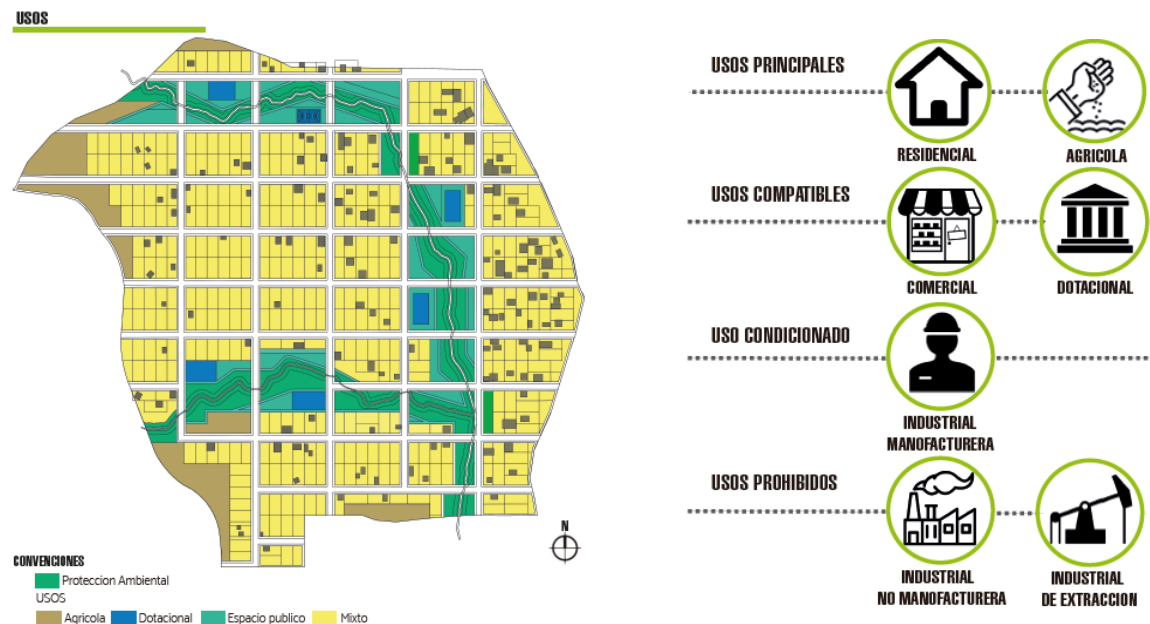 USOS
N
CONVENCIONES
Proteccion Ambiental
USOS
Agricola Dotacional Espacio publico Mixto
USOS PRINCIPALES
RESIDENCIAL AGRICOLA
USOS COMPATIBLES
COMERCIAL DOTACIONAL
USO CONDICIONADO
INDUSTRIAL
MANOFACTURERA
USOS PROHIBIDOS
INDUSTRIAL
NO MANOFACTURERA
INDUSTRIAL
DE EXTRACCION